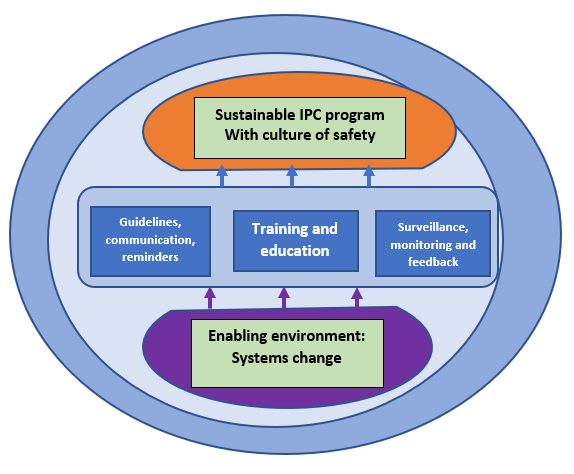 Sustainable IPC program
With culture of safety
Guidelines,
communication,
reminders
Training and
education
Surveillance,
monitoring and
feedback
Enabling environment:
Systems change